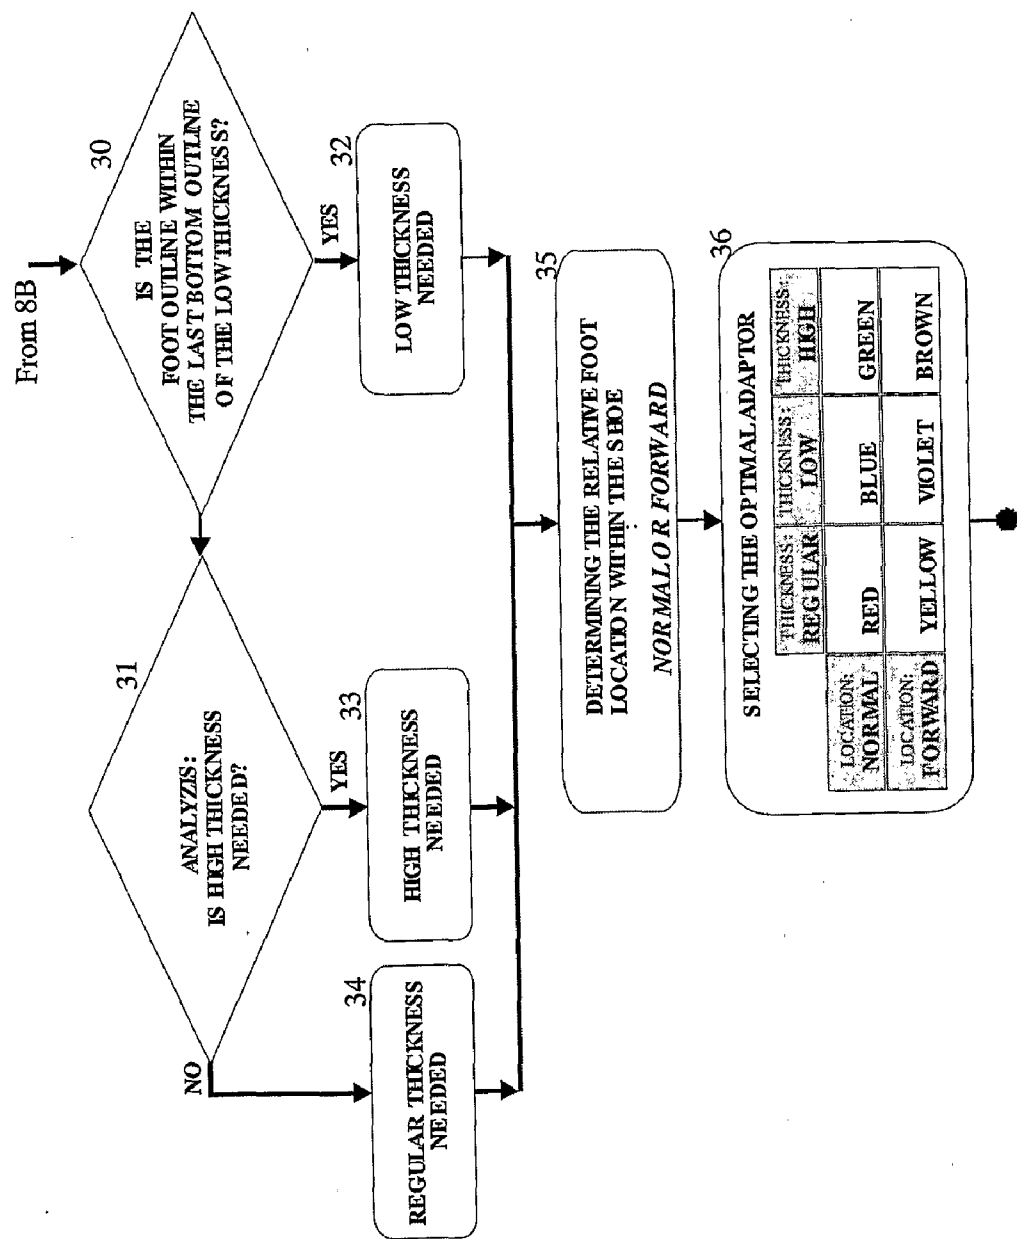 From 8B
30
IS THE
FOOT OUTLINE WITHIN
THE LAST BOTTOM OUTLINE
OF THE LOW THICKNESS?
YES
31
ANALYZIS:
IS HIGH THICKNESS
NEEDED?
YES
NO
32
LOW THICKNESS
NEEDED
33
HIGH THICKNESS
NEEDED
34
REGULAR THICKNESS
NEEDED
35
DETERMINING THE RELATIVE FOOT
LOCATION WITHIN THE SHOE
NORMAL OR FORWARD
36
SELECTING THE OPTMAL ADAPTOR
THICKNESS: THICKNESS: THICKNESS:
REGULAR LOW HIGH
LOCATION:
NORMAL RED BLUE GREEN
LOCATION:
FORWARD YELLOW VIOLET BROWN